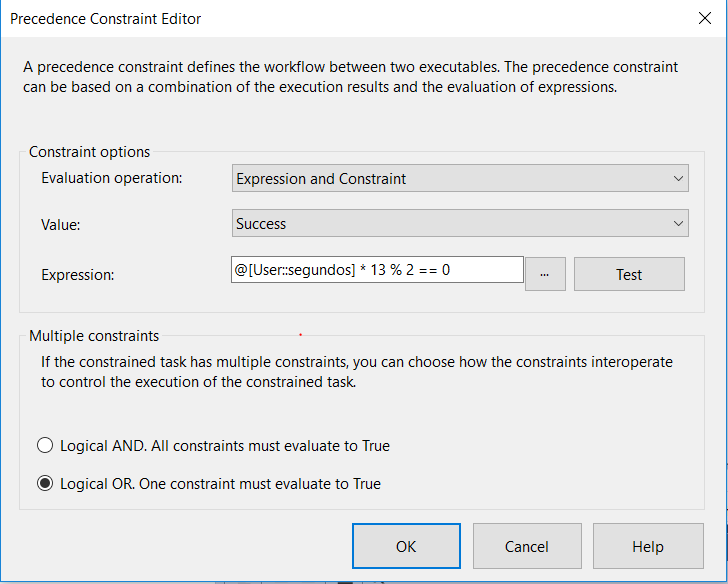 Precedence Constraint Editor
A precedence constraint defines the workflow between two executables. The precedence constraint
can be based on a combination of the execution results and the evaluation of expressions.
Constraint options
Evaluation operation: Expression and Constraint
Value: Success
Expression: @[User::segundos] * 13 % 2 == 0 ... Test
Multiple constraints
If the constrained task has multiple constraints, you can choose how the constraints interoperate
to control the execution of the constrained task.
Logical AND. All constraints must evaluate to True
Logical OR. One constraint must evaluate to True
OK Cancel Help